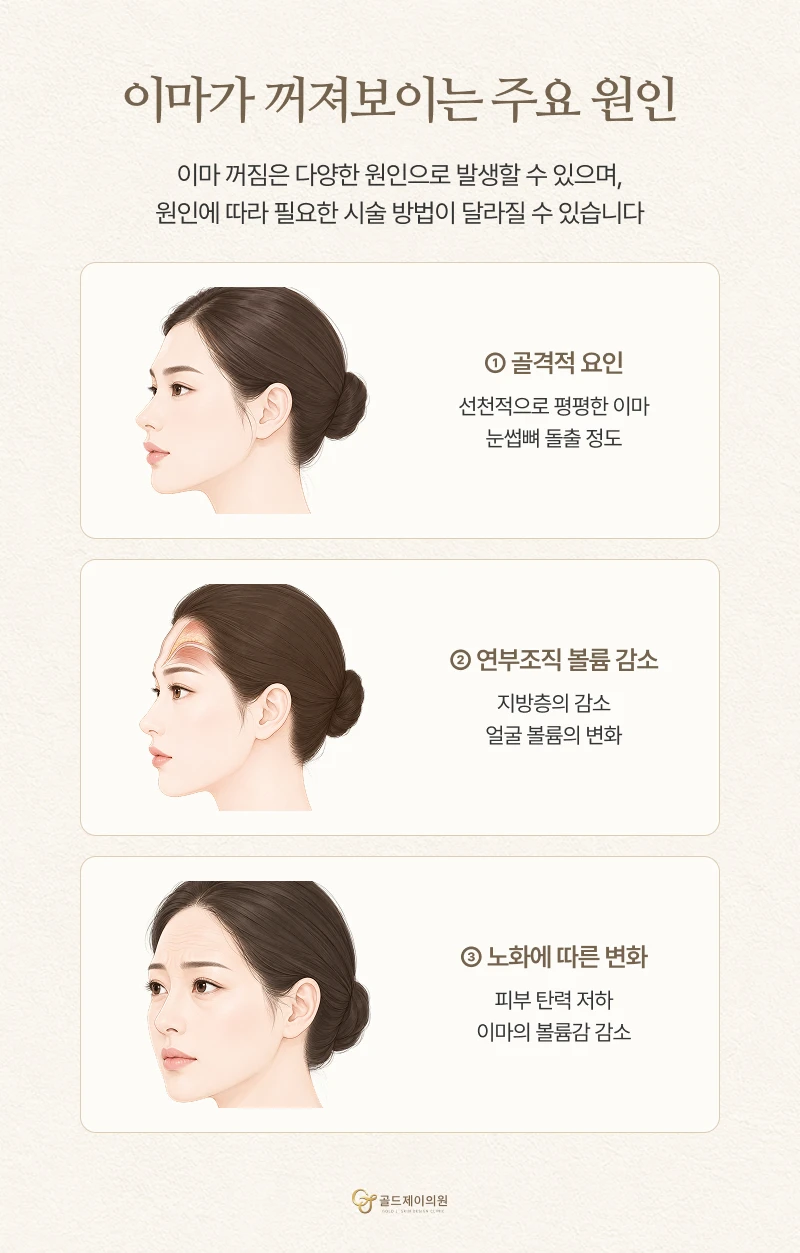 이마가 꺼져보이는 주요 원인
이마 꺼짐은 다양한 원인으로 발생할 수 있으며,
원인에 따라 필요한 시술 방법이 달라질 수 있습니다
① 골격적 요인
선천적으로 평평한 이마
눈썹뼈 돌출 정도
② 연부조직 볼륨 감소
지방층의 감소
얼굴 볼륨의 변화
③ 노화에 따른 변화
피부 탄력 저하
이마의 볼륨감 감소
골드제이의원